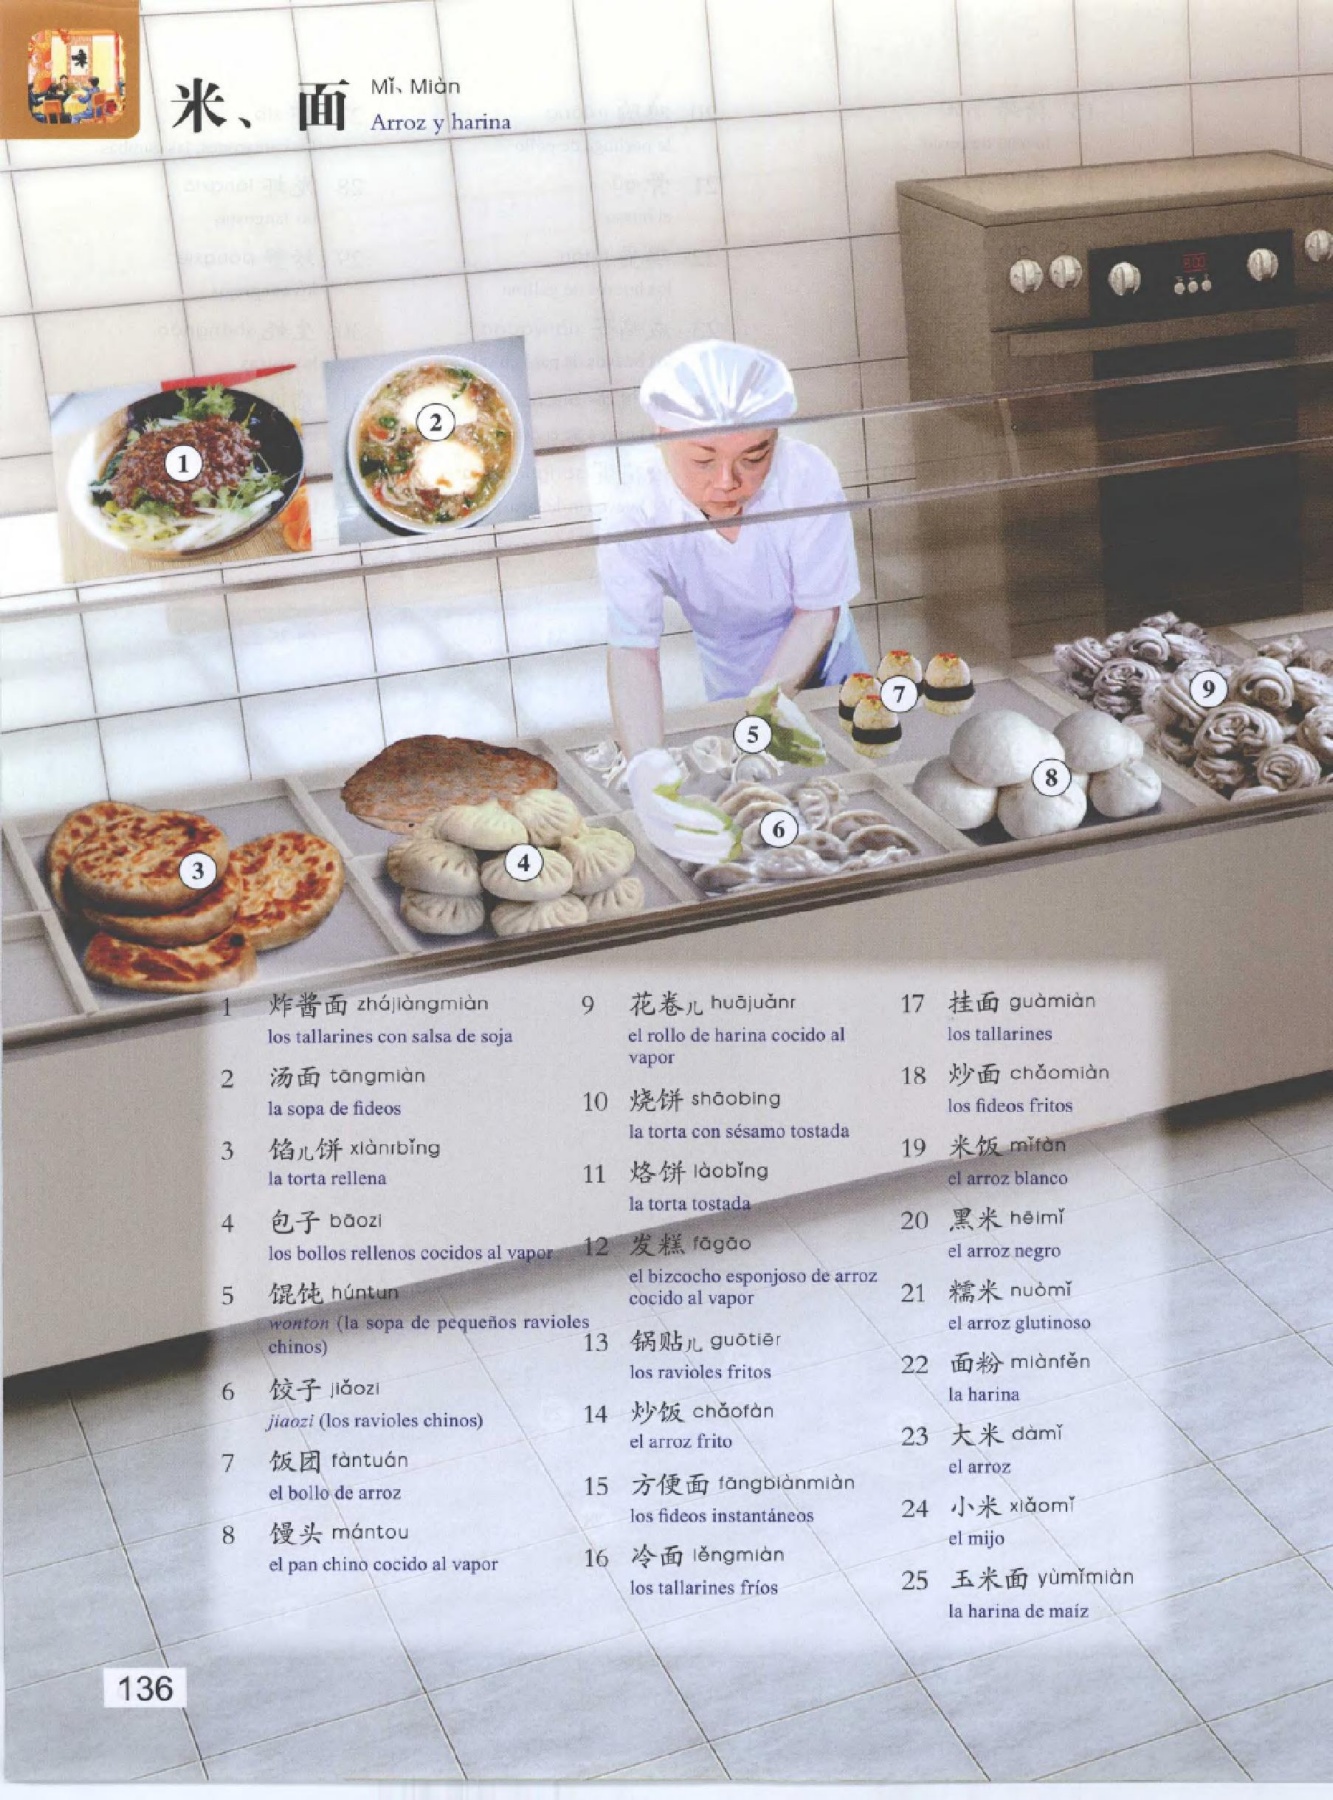 米、面 Mǐ、Miàn
Arroz y harina
1
2
3
4
5
6
7
8
9
1 炸酱面 zhájiàngmiàn
los tallarines con salsa de soja
2 汤面 tāngmiàn
la sopa de fideos
3 馅儿饼 xiànrbǐng
la torta rellena
4 包子 bāozi
los bollos rellenos cocidos al vapor
5 馄饨 húntun
wonton (la sopa de pequeños ravioles
chinos)
6 饺子 jiǎozi
jiaozi (los ravioles chinos)
7 饭团 fàntuán
el bollo de arroz
8 馒头 mántou
el pan chino cocido al vapor
9 花卷儿 huājuǎnr
el rollo de harina cocido al
vapor
10 烧饼 shāobing
la torta con sésamo tostada
11 烙饼 làobǐng
la torta tostada
12 发糕 fāgāo
el bizcocho esponjoso de arroz
cocido al vapor
13 锅贴儿 guōtiēr
los ravioles fritos
14 炒饭 chǎofàn
el arroz frito
15 方便面 fāngbiànmiàn
los fideos instantáneos
16 冷面 lěngmiàn
los tallarines fríos
17 挂面 guàmiàn
los tallarines
18 炒面 chǎomiàn
los fideos fritos
19 米饭 mǐfàn
el arroz blanco
20 黑米 hēimǐ
el arroz negro
21 糯米 nuòmǐ
el arroz glutinoso
22 面粉 miànfěn
la harina
23 大米 dàmǐ
el arroz
24 小米 xiǎomǐ
el mijo
25 玉米面 yùmǐmiàn
la harina de maíz
136